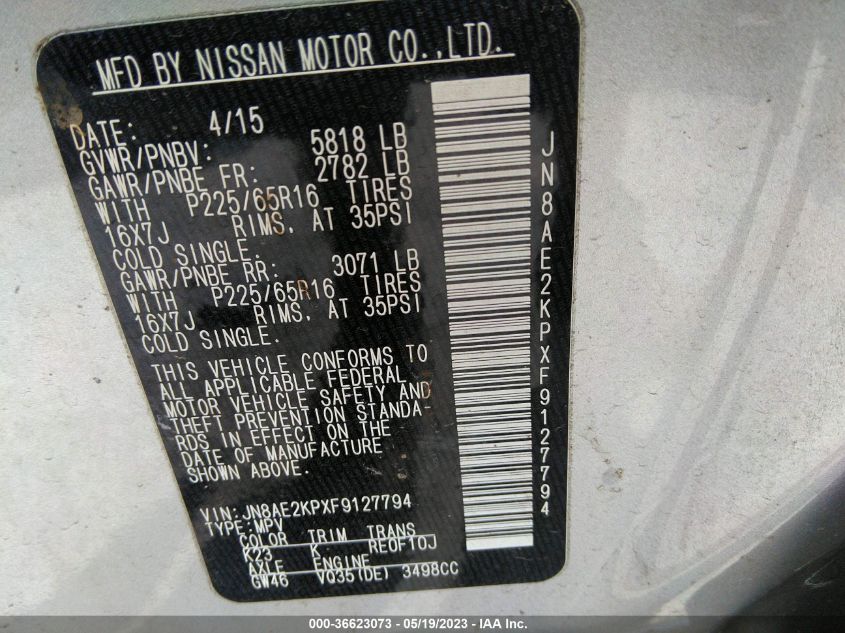 MFD BY NISSAN MOTOR CO.,LTD.
DATE: 4/15
GVWR/PNBV: 5818 LB
GAWR/PNBE FR: 2782 LB
WITH P225/65R16 TIRES
16X7J RIMS, AT 35PSI
COLD SINGLE.
GAWR/PNBE RR: 3071 LB
WITH P225/65R16 TIRES
16X7J RIMS, AT 35PSI
COLD SINGLE.
THIS VEHICLE CONFORMS TO
ALL APPLICABLE FEDERAL
MOTOR VEHICLE SAFETY AND
THEFT PREVENTION STANDA-
RDS IN EFFECT ON THE
DATE OF MANUFACTURE
SHOWN ABOVE.
VIN:JN8AE2KPXF9127794
TYPE:MPV
COLOR TRIM TRANS
K23 K RE0F10J
AXLE ENGINE
GW46 VQ35(DE) 3498CC
JN8AE2KPXF9127794
000-36623073 - 05/19/2023 - IAA Inc.